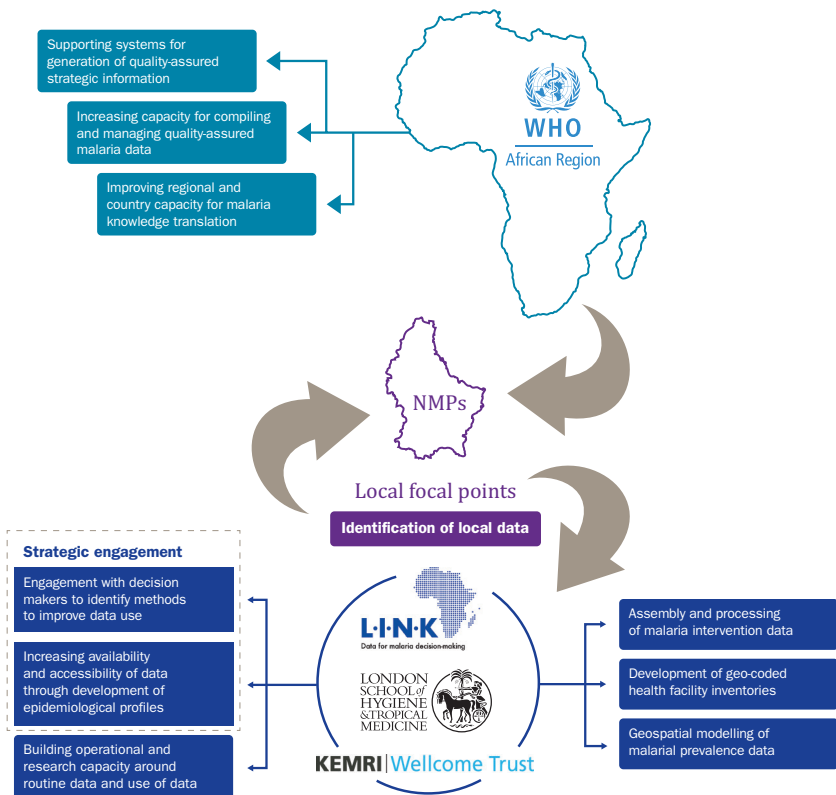 Supporting systems for
generation of quality-assured
strategic information
Increasing capacity for compiling
and managing quality-assured
malaria data
Improving regional and
country capacity for malaria
knowledge translation
WHO
African Region
NMPs
Local focal points
Identification of local data
Strategic engagement
Engagement with decision
makers to identify methods
to improve data use
Increasing availability
and accessibility of data
through development of
epidemiological profiles
Building operational and
research capacity around
routine data and use of data
L·I·N·K
Data for malaria decision-making
LONDON
SCHOOL of
HYGIENE
&TROPICAL
MEDICINE
KEMRI|Wellcome Trust
Assembly and processing
of malaria intervention data
Development of geo-coded
health facility inventories
Geospatial modelling of
malarial prevalence data